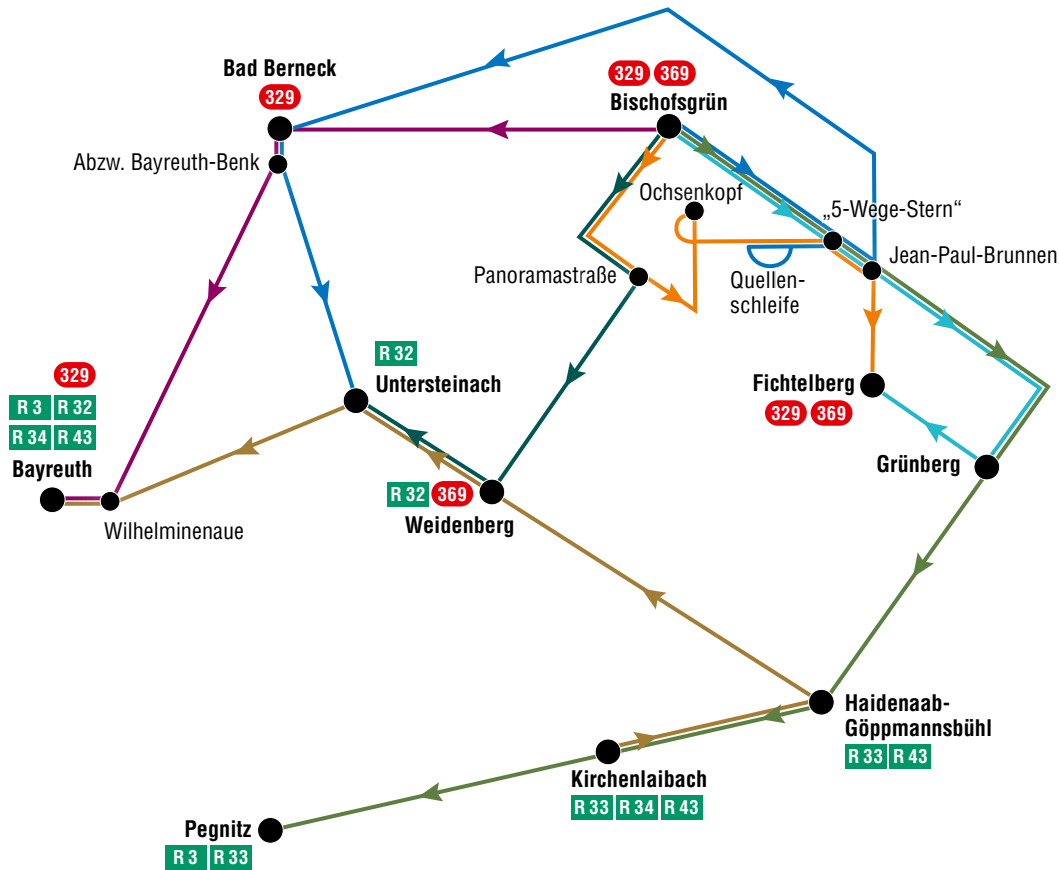 Bad Berneck
329
Abzw. Bayreuth-Benk
329 369
Bischofsgrün
Ochsenkopf
„5-Wege-Stern“
Jean-Paul-Brunnen
Quellen-
schleife
Panoramastraße
R 32
Untersteinach
Fichtelberg
329 369
329
R 3 R 32
R 34 R 43
Bayreuth
Wilhelminenaue
R 32 369
Weidenberg
Grünberg
Haidenaab-
Göppmannsbühl
R 33 R 43
Kirchenlaibach
R 33 R 34 R 43
Pegnitz
R 3 R 33